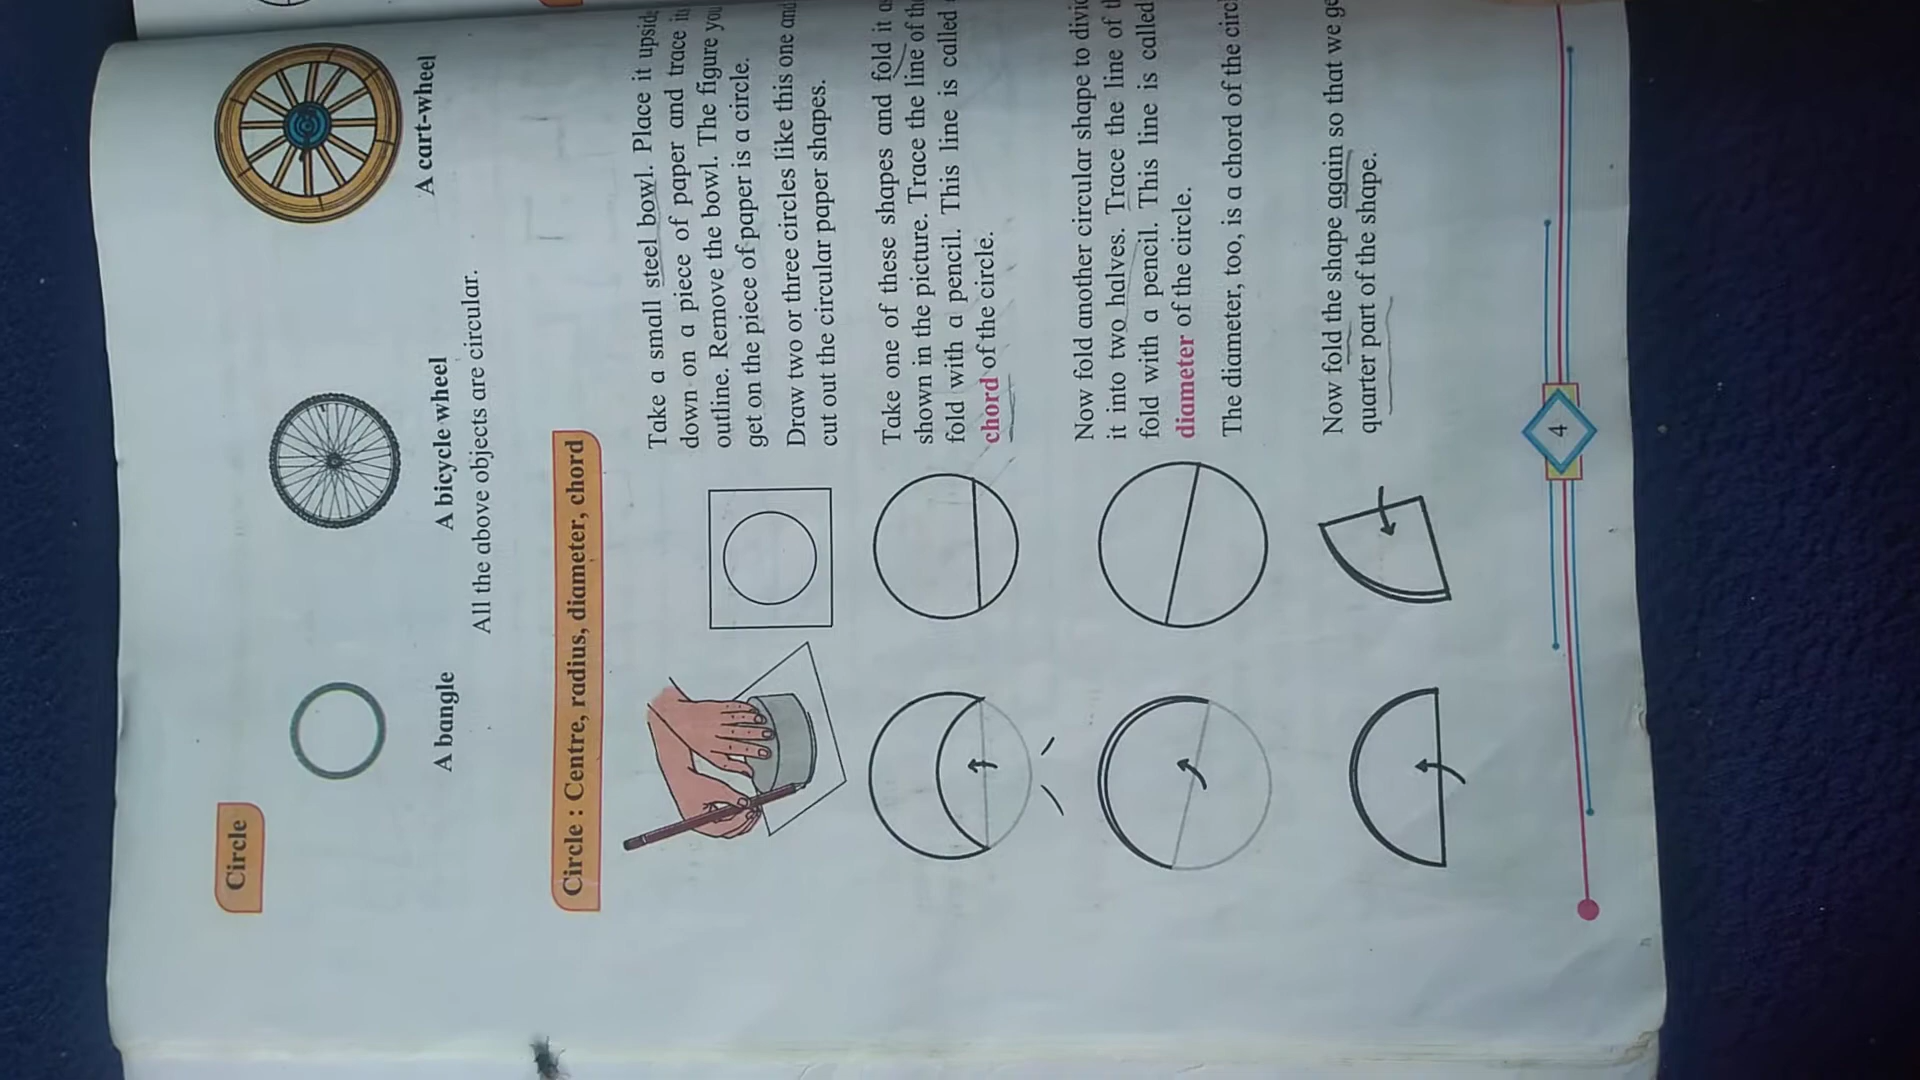 Circle
A bangle
A bicycle wheel
A cart-wheel
All the above objects are circular.
Circle : Centre, radius, diameter, chord
Take a small steel bowl. Place it upside
down on a piece of paper and trace its
outline. Remove the bowl. The figure you
get on the piece of paper is a circle.
Draw two or three circles like this one and
cut out the circular paper shapes.
Take one of these shapes and fold it as
shown in the picture. Trace the line of the
fold with a pencil. This line is called
chord of the circle.
Now fold another circular shape to
it into two halves. Trace the line of
fold with a pencil. This line is called
diameter of the circle.
The diameter, too, is a chord of the
Now fold the shape again so that we
quarter part of the shape.
4